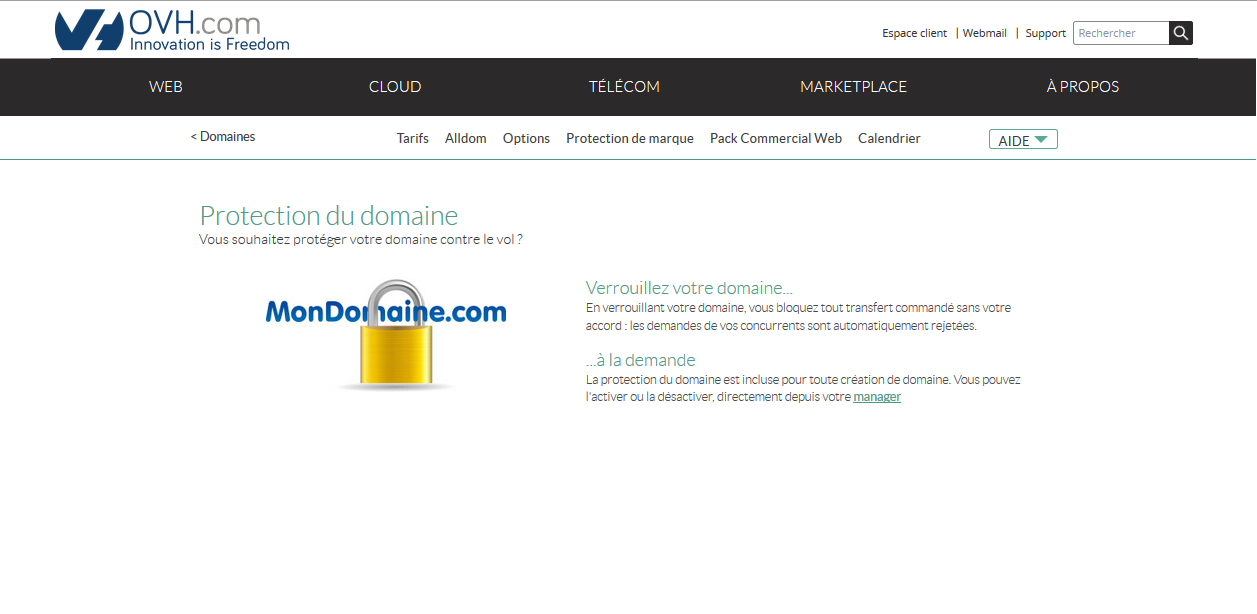 OVH.com
Innovation is Freedom
Espace client | Webmail | Support
Rechercher
WEB CLOUD TÉLÉCOM MARKETPLACE À PROPOS
< Domaines Tarifs Alldom Options Protection de marque Pack Commercial Web Calendrier AIDE
Protection du domaine
Vous souhaitez protéger votre domaine contre le vol ?
MonDomaine.com
Verrouillez votre domaine...
En verrouillant votre domaine, vous bloquez tout transfert commandé sans votre
accord : les demandes de vos concurrents sont automatiquement rejetées.
...à la demande
La protection du domaine est incluse pour toute création de domaine. Vous pouvez
l'activer ou la désactiver, directement depuis votre manager